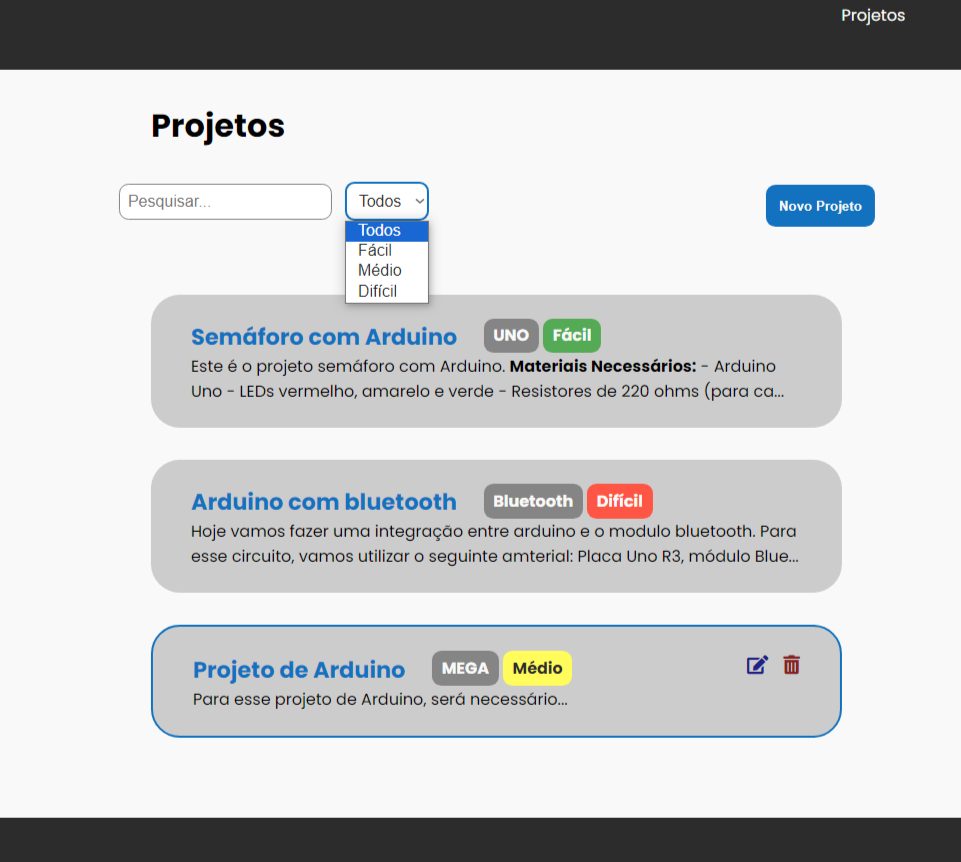 Projetos
Projetos
Pesquisar...
Todos
Novo Projeto
Todos
Fácil
Médio
Difícil
Semáforo com Arduino UNO Fácil
Este é o projeto semáforo com Arduino. Materiais Necessários: - Arduino
Uno - LEDs vermelho, amarelo e verde - Resistores de 220 ohms (para ca...
Arduino com bluetooth Bluetooth Difícil
Hoje vamos fazer uma integração entre arduino e o modulo bluetooth. Para
esse circuito, vamos utilizar o seguinte amterial: Placa Uno R3, módulo Blue...
Projeto de Arduino MEGA Médio
Para esse projeto de Arduino, será necessário...